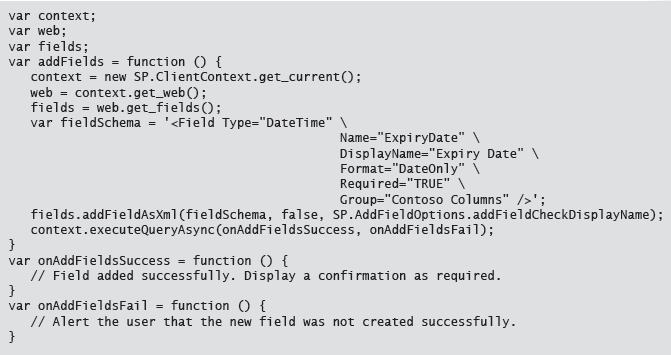 var context;
var web;
var fields;
var addFields = function () {
context = new SP.ClientContext.get_current();
web = context.get_web();
fields = web.get_fields();
var fieldSchema = '<Field Type="DateTime" \
Name="ExpiryDate" \
DisplayName="Expiry Date" \
Format="DateOnly" \
Required="TRUE" \
Group="Contoso Columns" />';
fields.addFieldAsXml(fieldSchema, false, SP.AddFieldOptions.addFieldCheckDisplayName);
context.executeQueryAsync(onAddFieldsSuccess, onAddFieldsFail);
}
var onAddFieldsSuccess = function () {
// Field added successfully. Display a confirmation as required.
}
var onAddFieldsFail = function () {
// Alert the user that the new field was not created successfully.
}